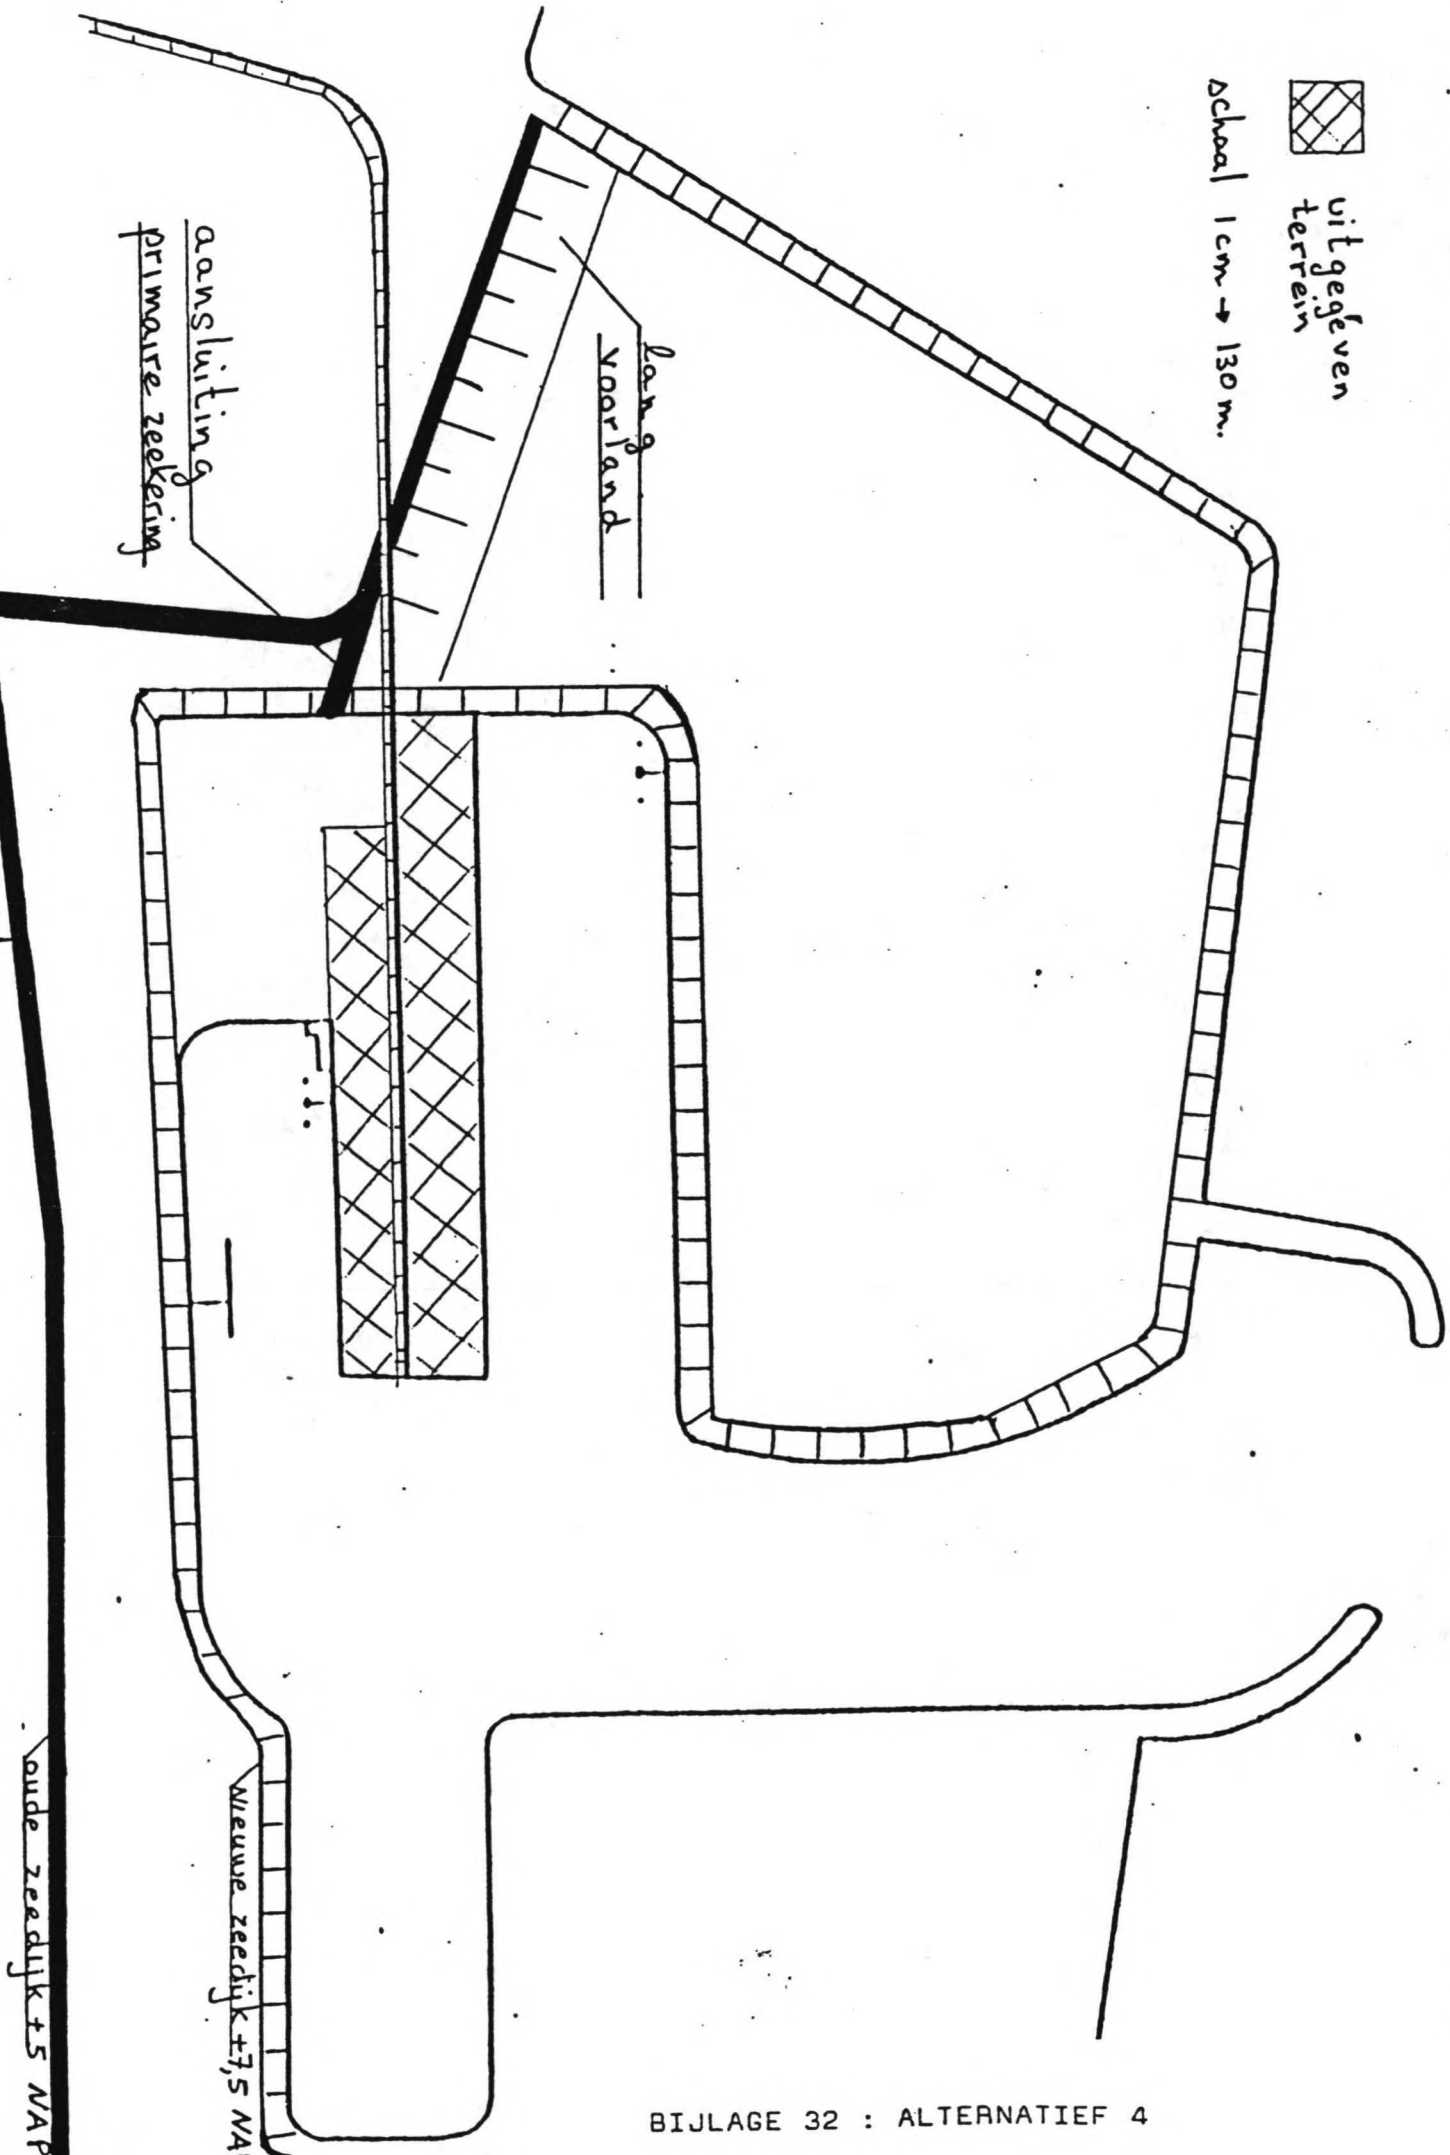 uitgegeven
terrein
schaal 1cm → 130 m.
lang
voorland
aansluiting
primaire zeekering
Nieuwe zeedijk +7,5 NAP
oude zeedijk +5 NAP
BIJLAGE 32 : ALTERNATIEF 4